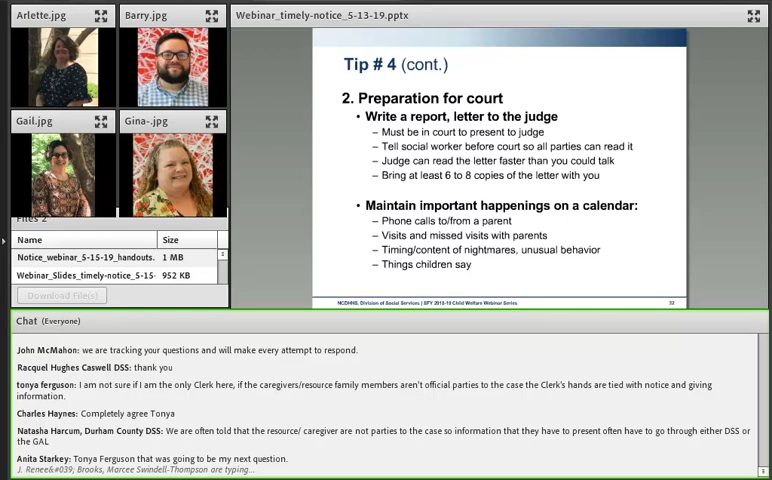 Arlette.jpg
Barry.jpg
Webinar_timely-notice_5-13-19.pptx
Gail.jpg
Gina-.jpg
Files 2
Name
Size
Notice_webinar_5-15-19_handouts.
1 MB
Webinar_Slides_timely-notice_5-15-
952 KB
Download File(s)
Tip # 4 (cont.)
2. Preparation for court
• Write a report, letter to the judge
– Must be in court to present to judge
– Tell social worker before court so all parties can read it
– Judge can read the letter faster than you could talk
– Bring at least 6 to 8 copies of the letter with you
• Maintain important happenings on a calendar:
– Phone calls to/from a parent
– Visits and missed visits with parents
– Timing/content of nightmares, unusual behavior
– Things children say
NCDHHS, Division of Social Services | SFY 2018-19 Child Welfare Webinar Series
32
Chat (Everyone)
John McMahon: we are tracking your questions and will make every attempt to respond.
Racquel Hughes Caswell DSS: thank you
tonya ferguson: I am not sure if I am the only Clerk here, if the caregivers/resource family members aren't official parties to the case the Clerk's hands are tied with notice and giving
information.
Charles Haynes: Completely agree Tonya
Natasha Harcum, Durham County DSS: We are often told that the resource/ caregiver are not parties to the case so information that they have to present often have to go through either DSS or
the GAL
Anita Starkey: Tonya Ferguson that was going to be my next question.
J. Renee&#039; Brooks, Marcee Swindell-Thompson are typing...